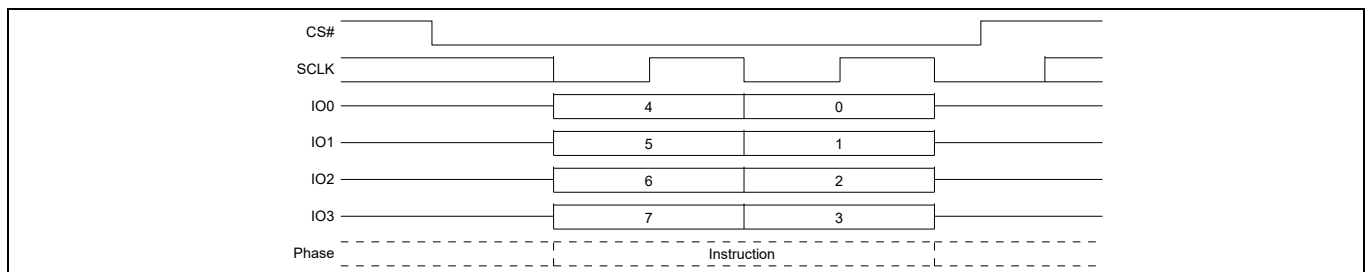 CS#
SCLK
IO0 4 0
IO1 5 1
IO2 6 2
IO3 7 3
Phase Instruction